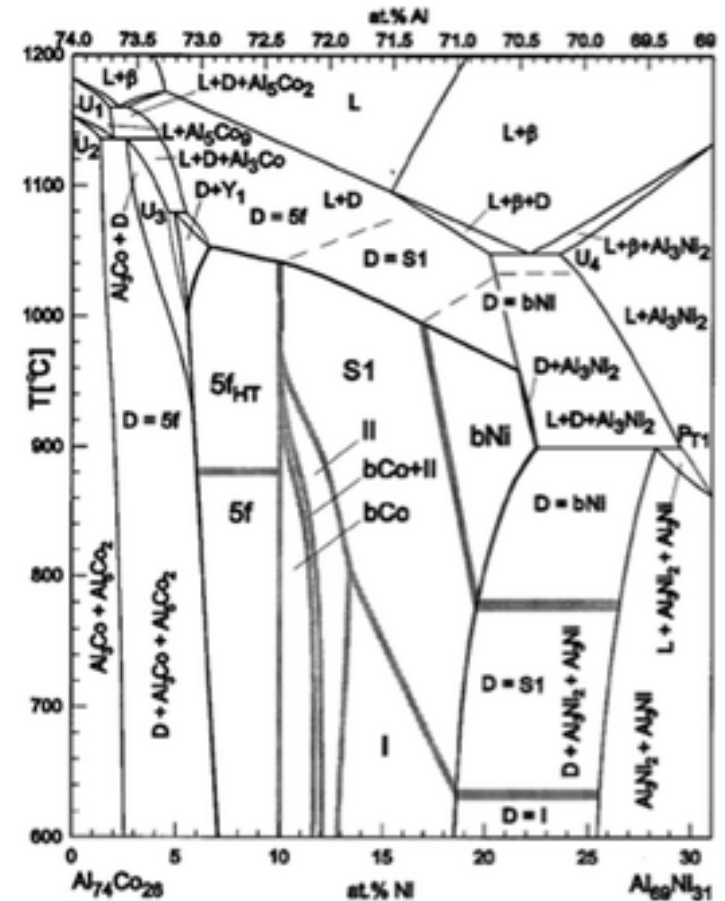 at.% Al
74.0 73.5 73.0 72.5 72.0 71.5 71.0 70.5 70.0 69.5 69
1200
1100
1000
900
800
700
600
T[°C]
L+β
L+D+Al5Co2
L
U1
L+Al5Co9
U2
L+D+Al3Co
L+β
D+Y1
U3
L+D
L+β+D
D = 5f
Al3Co + D
D = S1
L+β+Al3Ni2
U4
D = bNi
L+Al3Ni2
5fHT
S1
D+Al3Ni2
D = 5f
II
bNi
L+D+Al3Ni2
PT1
bCo+II
5f
bCo
D = bNi
Al3Co + Al5Co2
D + Al3Co + Al5Co2
D = S1
D + Al3Ni2 + Al3Ni
L + Al3Ni2 + Al3Ni
Al3Ni2 + Al3Ni
I
D = I
0 5 10 15 20 25 30
Al74Co26
at.% Ni
Al69Ni31